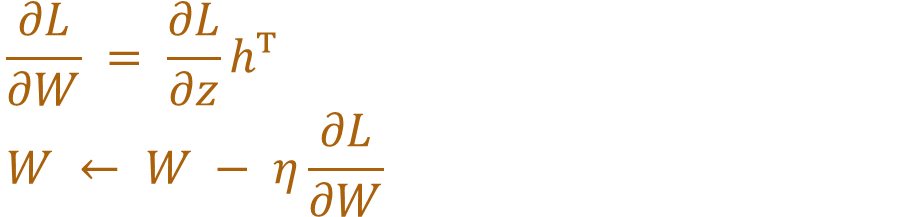 ∂L/∂W = ∂L/∂z hᵀ
W ← W − η ∂L/∂W